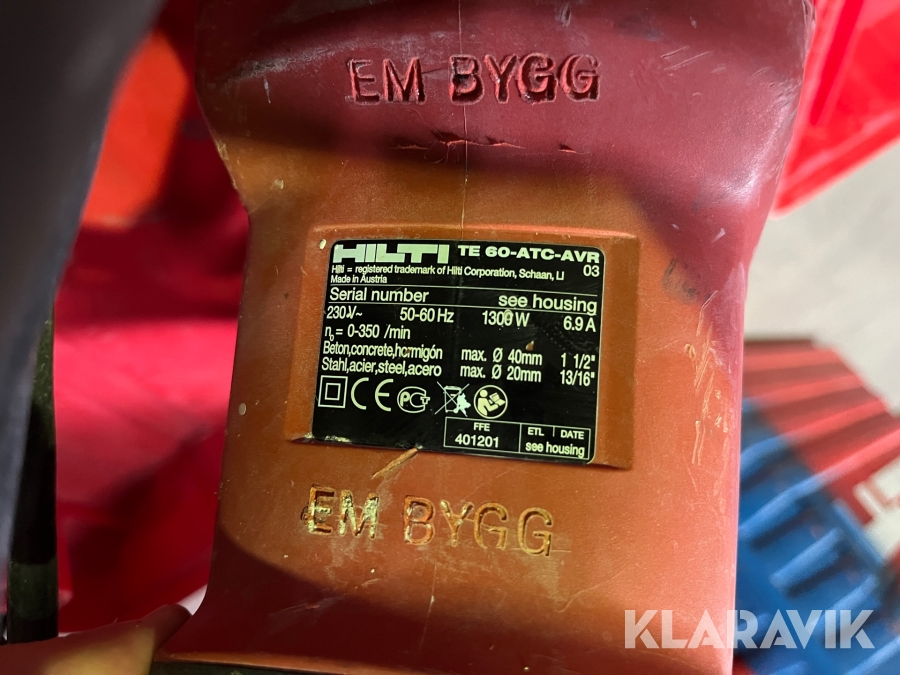 EM BYGG
HILTI TE 60-ATC-AVR
Hilti = registered trademark of Hilti Corporation, Schaan, LI 03
Made in Austria
Serial number see housing
230V~ 50-60 Hz 1300 W 6.9 A
n₀ = 0-350 /min
Beton,concrete,hormigón max. Ø 40mm 1 1/2"
Stahl,acier,steel,acero max. Ø 20mm 13/16"
CE
FFE ETL DATE
401201 see housing
EM BYGG
KLARAVIK